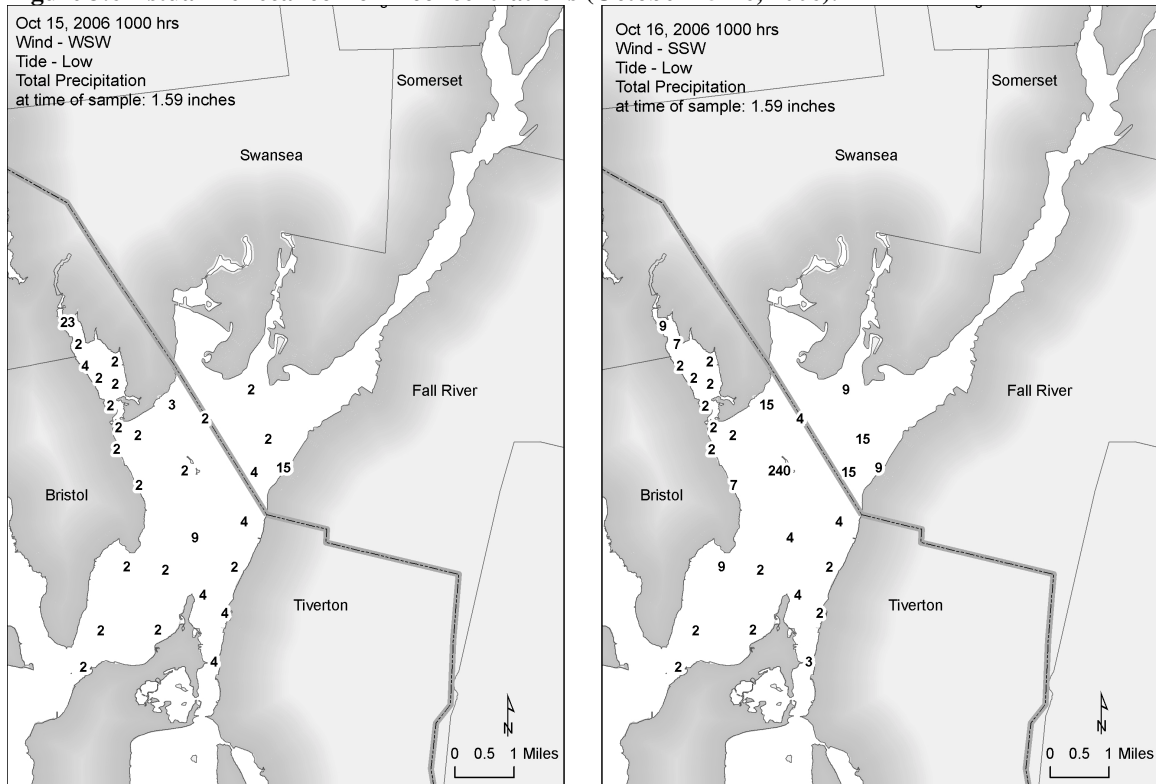 Figure (October 2006).
Oct 15, 2006 1000 hrs
Wind - WSW
Tide - Low
Total Precipitation
at time of sample: 1.59 inches
Somerset
Swansea
23
2
2
4
2
2
2
Fall River
2
3
2
2
2
2
2
15
2
4
2
Bristol
4
9
2
2
2
4
Tiverton
4
2
2
4
2
N
0 0.5 1 Miles
Oct 16, 2006 1000 hrs
Wind - SSW
Tide - Low
Total Precipitation
at time of sample: 1.59 inches
Somerset
Swansea
9
7
2
2
2
2
9
Fall River
2
15
4
2
2
15
2
9
240
15
7
Bristol
4
4
9
2
2
4
Tiverton
2
2
2
3
2
N
0 0.5 1 Miles